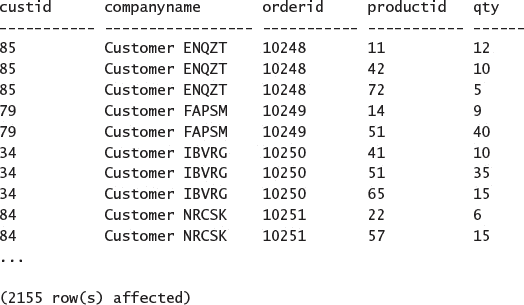 custid      companyname       orderid     productid   qty
----------- ----------------- ----------- ----------- ------
85          Customer ENQZT    10248       11          12
85          Customer ENQZT    10248       42          10
85          Customer ENQZT    10248       72          5
79          Customer FAPSM    10249       14          9
79          Customer FAPSM    10249       51          40
34          Customer IBVRG    10250       41          10
34          Customer IBVRG    10250       51          35
34          Customer IBVRG    10250       65          15
84          Customer NRCSK    10251       22          6
84          Customer NRCSK    10251       57          15
...
(2155 row(s) affected)